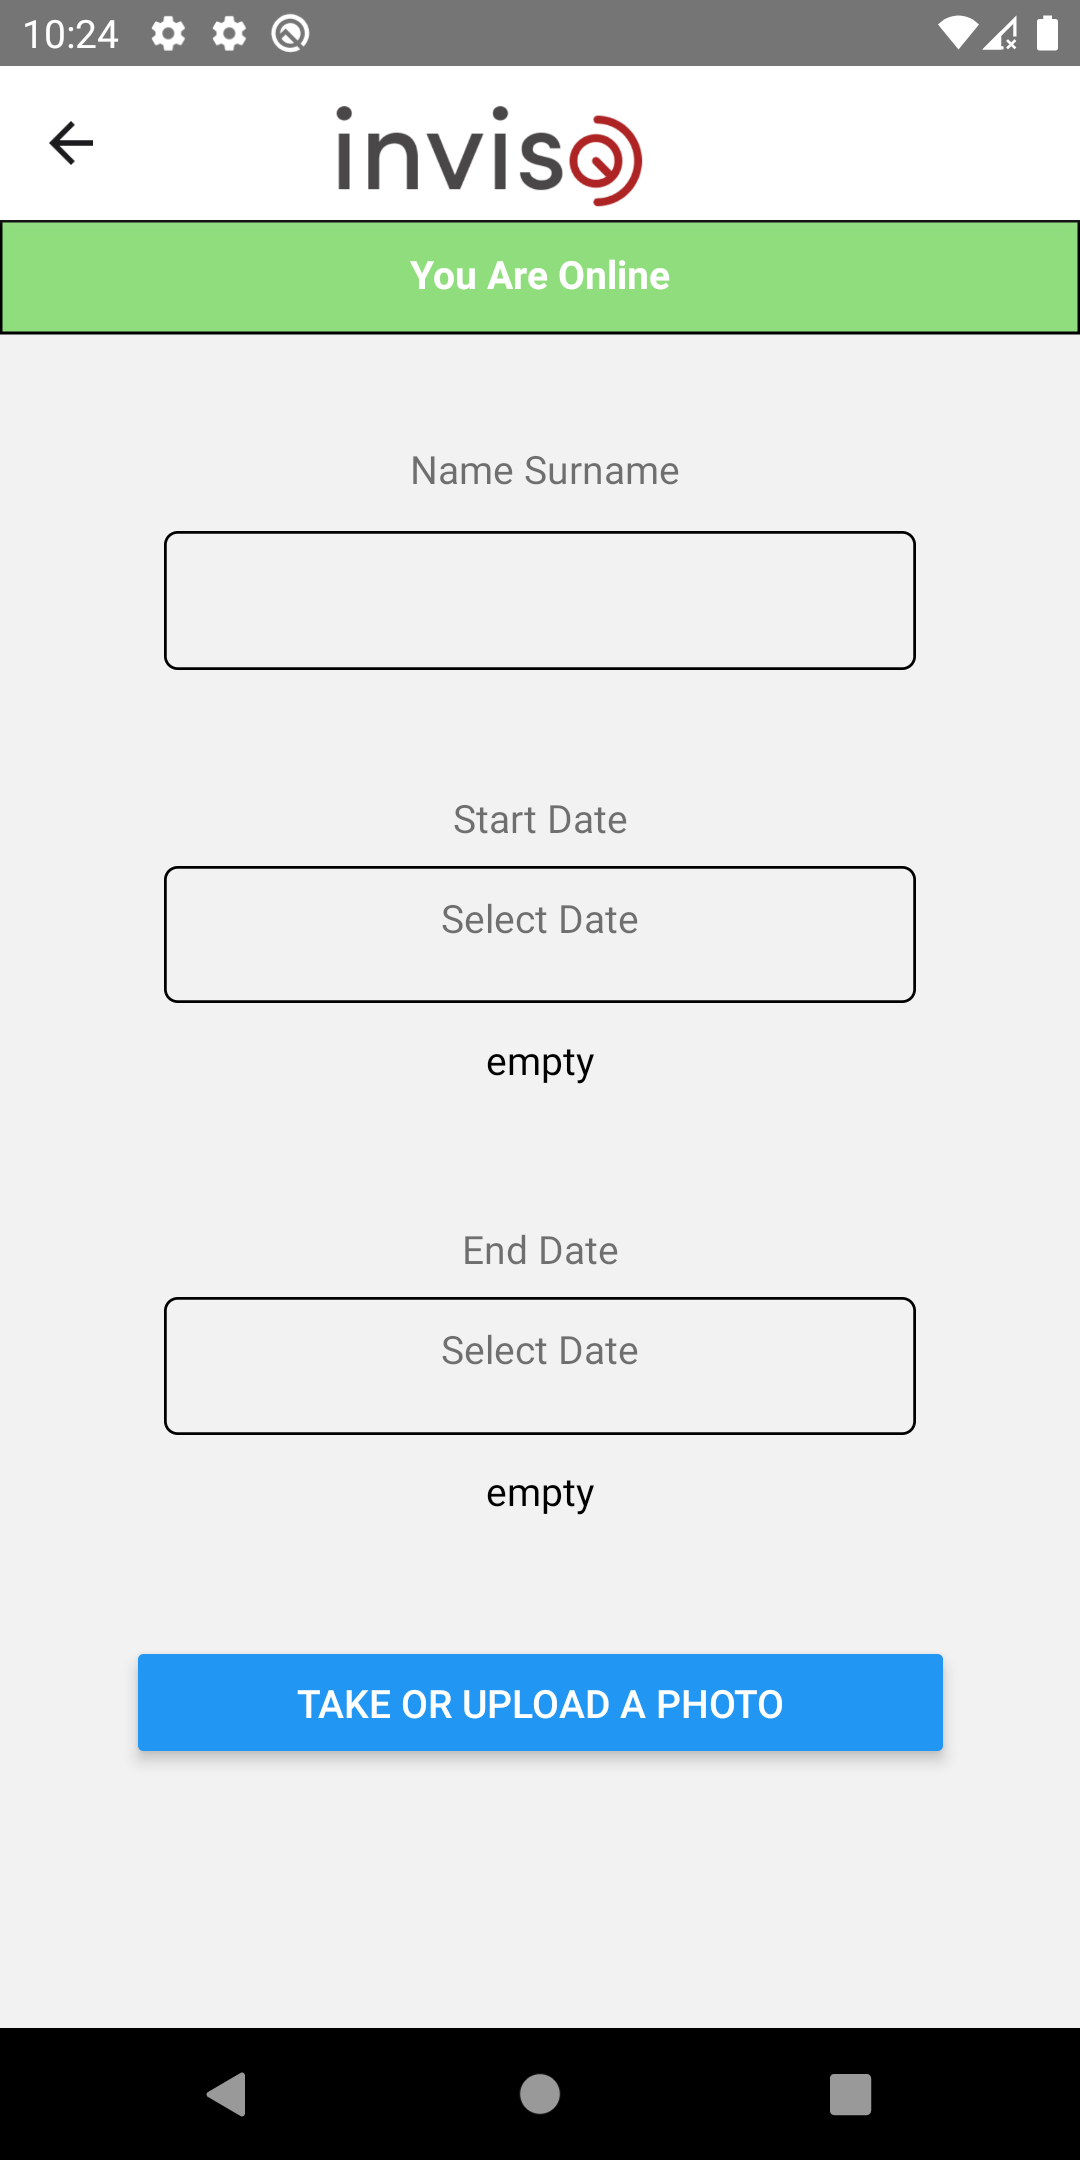 10:24
inviso
You Are Online
Name Surname
Start Date
Select Date
empty
End Date
Select Date
empty
TAKE OR UPLOAD A PHOTO